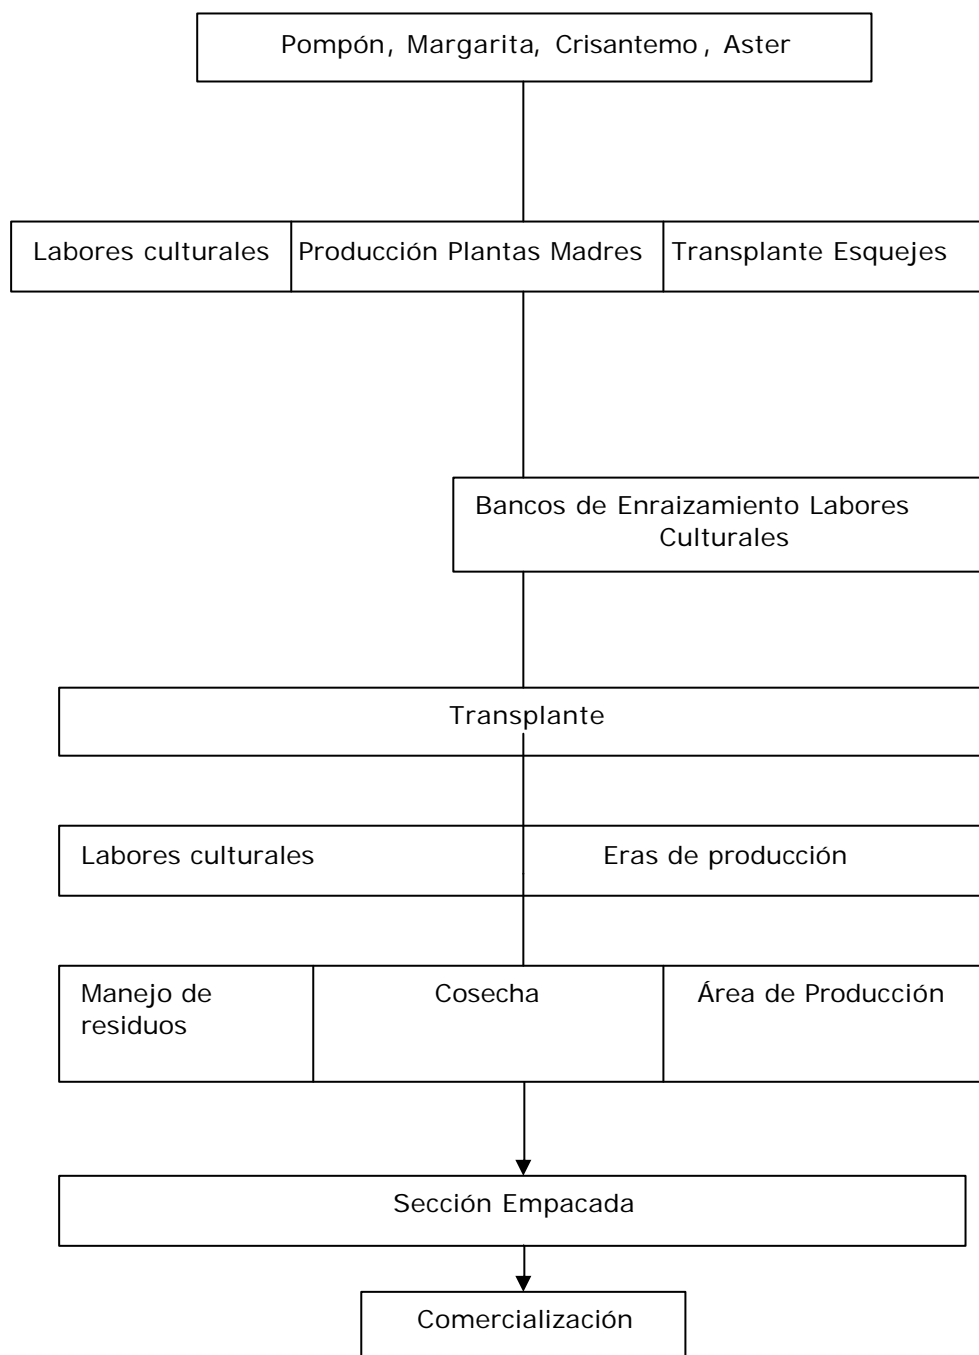 Pompón, Margarita, Crisantemo, Aster
Labores culturales
Producción Plantas Madres
Transplante Esquejes
Bancos de Enraizamiento Labores
Culturales
Transplante
Labores culturales
Eras de producción
Manejo de
residuos
Cosecha
Área de Producción
Sección Empacada
Comercialización